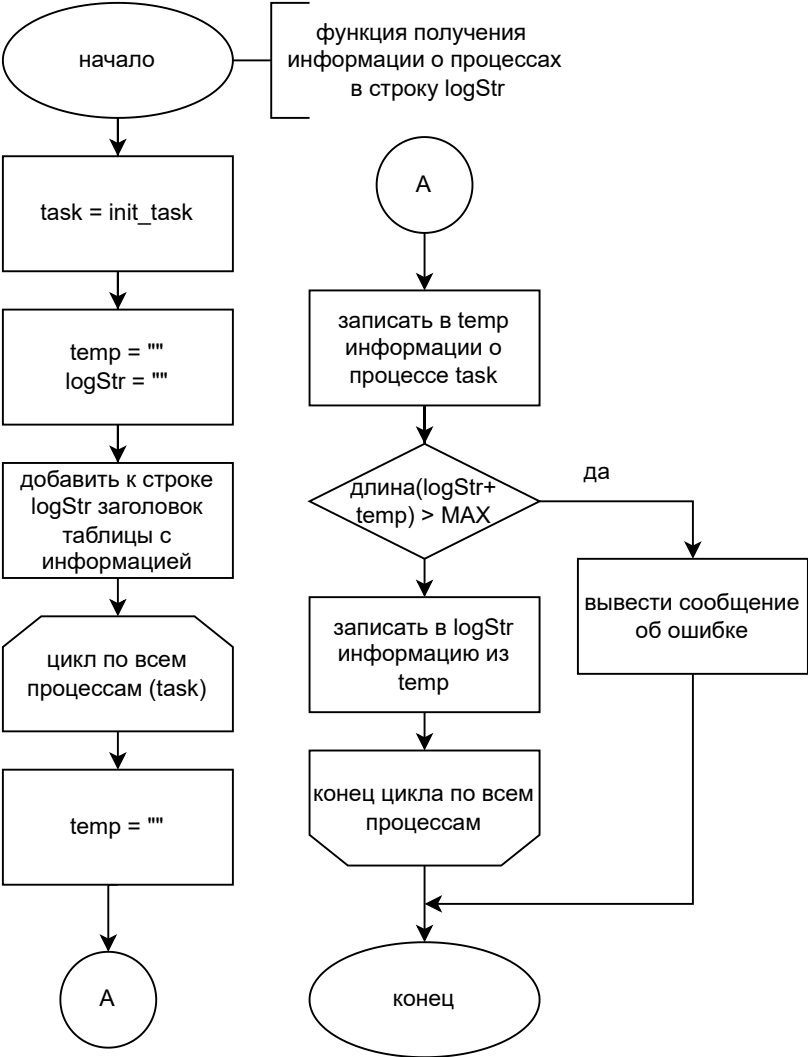 начало
функция получения
информации о процессах
в строку logStr
task = init_task
temp = ""
logStr = ""
добавить к строке
logStr заголовок
таблицы с
информацией
цикл по всем
процессам (task)
temp = ""
А
А
записать в temp
информации о
процессе task
длина(logStr+
temp) > MAX
да
вывести сообщение
об ошибке
записать в logStr
информацию из
temp
конец цикла по всем
процессам
конец